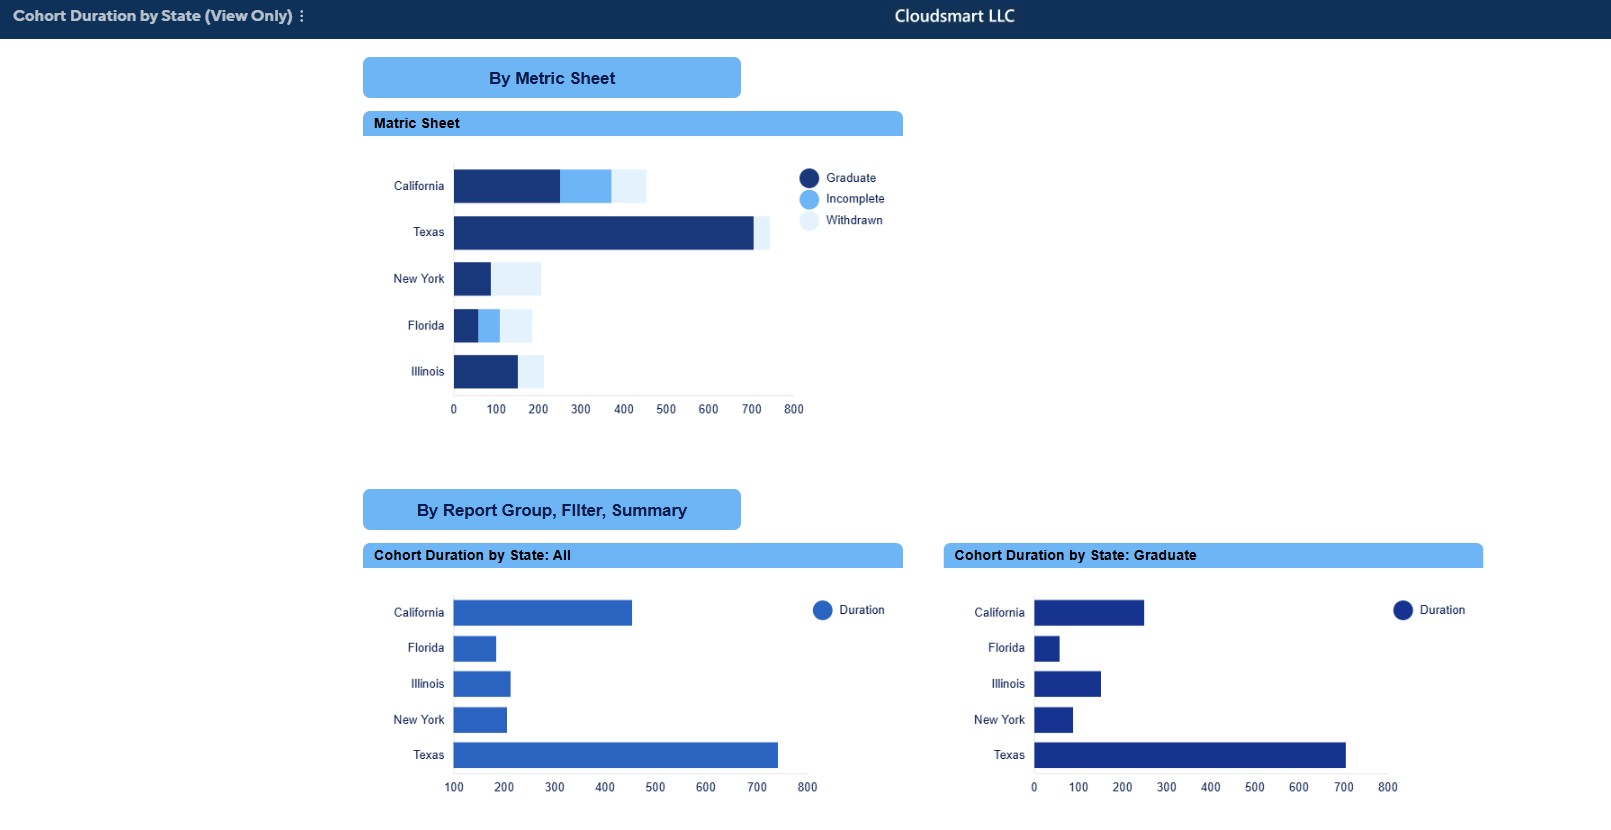 Cohort Duration by State (View Only)
Cloudsmart LLC
By Metric Sheet
Matric Sheet
California
Texas
New York
Florida
Illinois
0 100 200 300 400 500 600 700 800
Graduate
Incomplete
Withdrawn
By Report Group, FIlter, Summary
Cohort Duration by State: All
California
Florida
Illinois
New York
Texas
100 200 300 400 500 600 700 800
Duration
Cohort Duration by State: Graduate
California
Florida
Illinois
New York
Texas
0 100 200 300 400 500 600 700 800
Duration